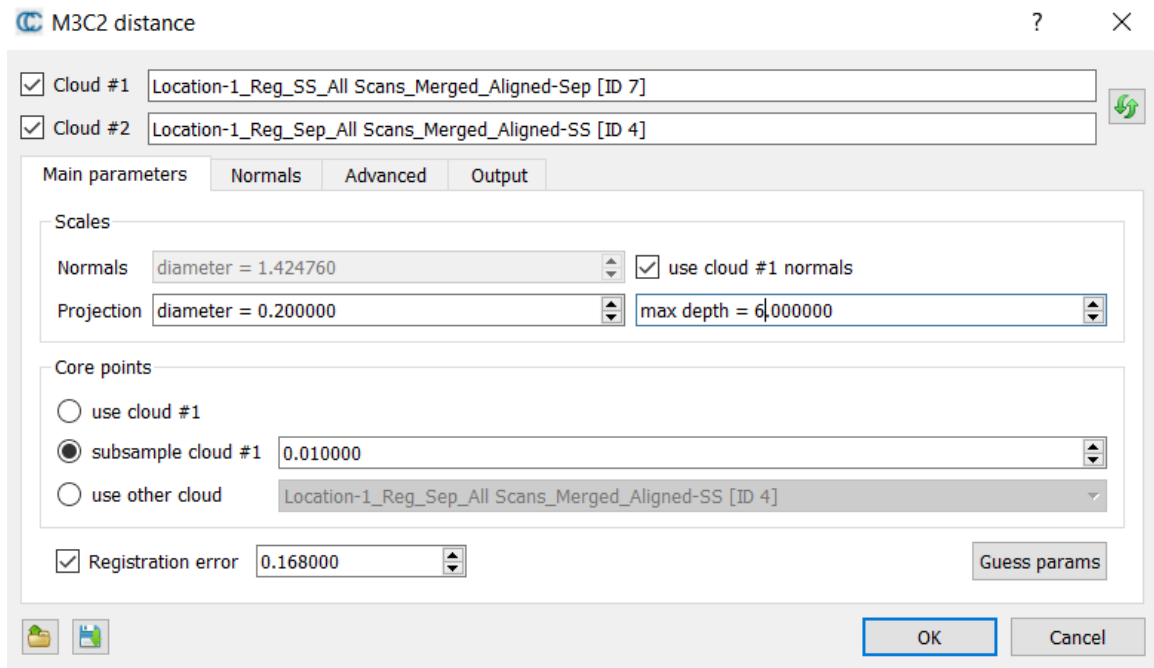 M3C2 distance
?
Cloud #1 Location-1_Reg_SS_All Scans_Merged_Aligned-Sep [ID 7]
Cloud #2 Location-1_Reg_Sep_All Scans_Merged_Aligned-SS [ID 4]
Main parameters Normals Advanced Output
Scales
Normals diameter = 1.424760 use cloud #1 normals
Projection diameter = 0.200000 max depth = 6.000000
Core points
use cloud #1
subsample cloud #1 0.010000
use other cloud Location-1_Reg_Sep_All Scans_Merged_Aligned-SS [ID 4]
Registration error 0.168000 Guess params
OK Cancel